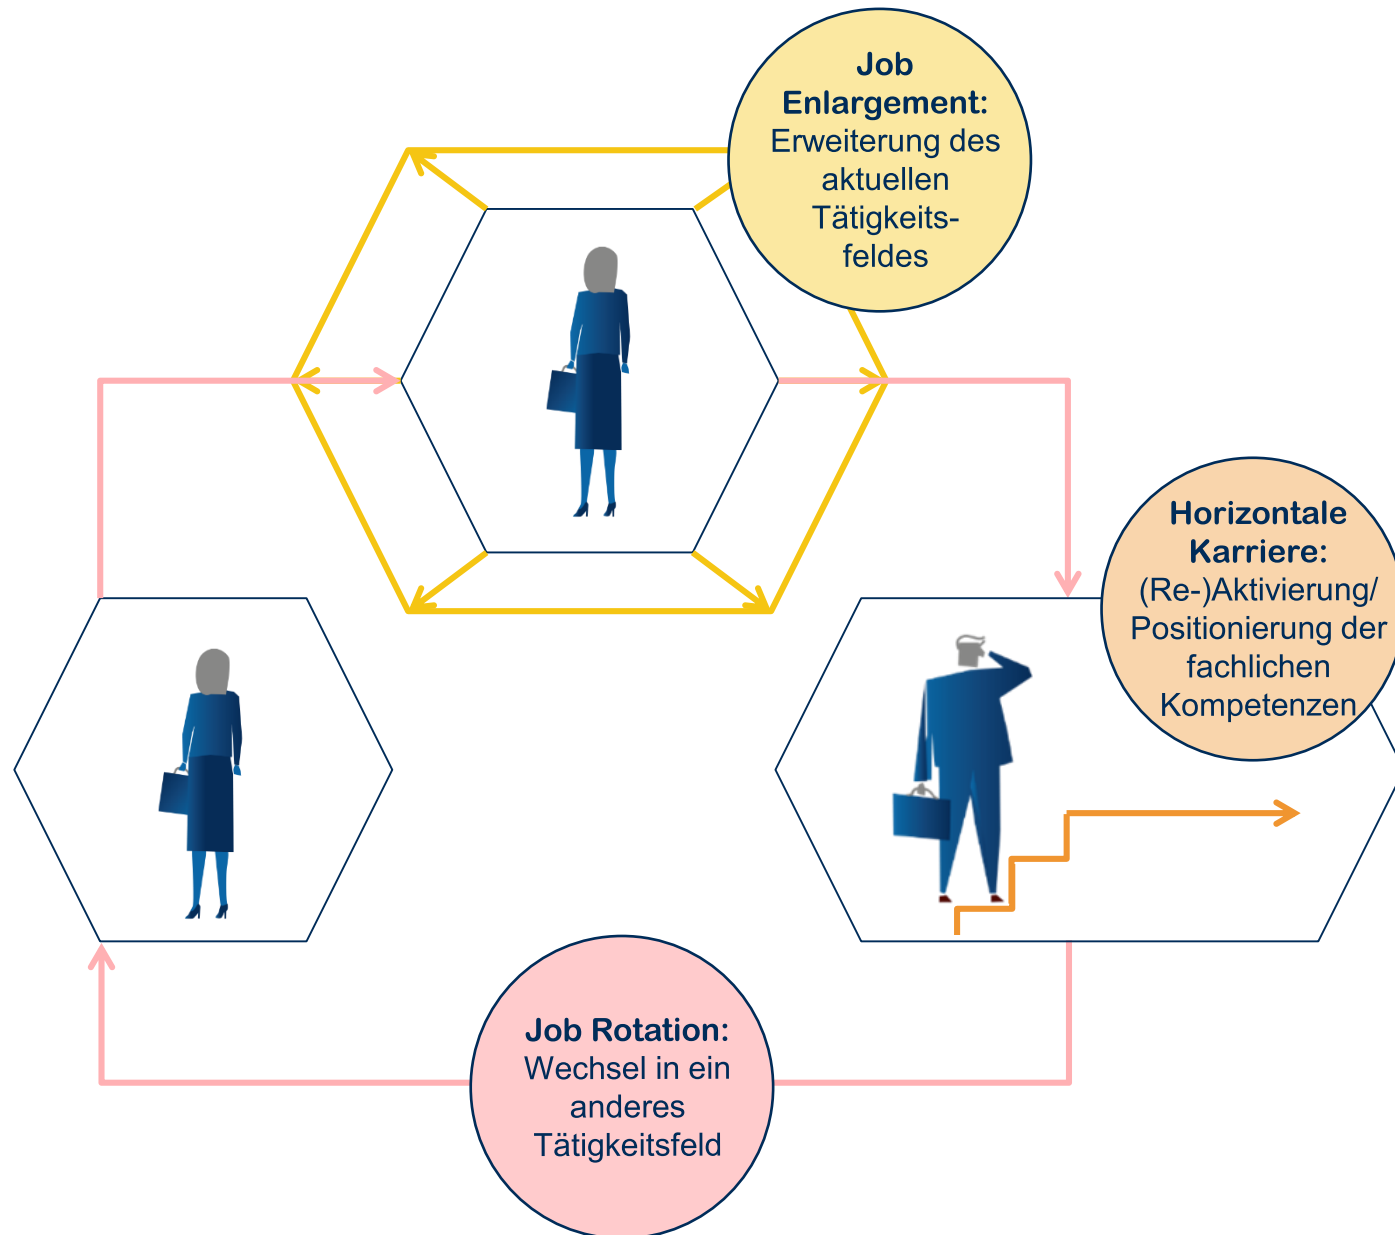 Job
Enlargement:
Erweiterung des
aktuellen
Tätigkeits-
feldes
Horizontale
Karriere:
(Re-)Aktivierung/
Positionierung der
fachlichen
Kompetenzen
Job Rotation:
Wechsel in ein
anderes
Tätigkeitsfeld